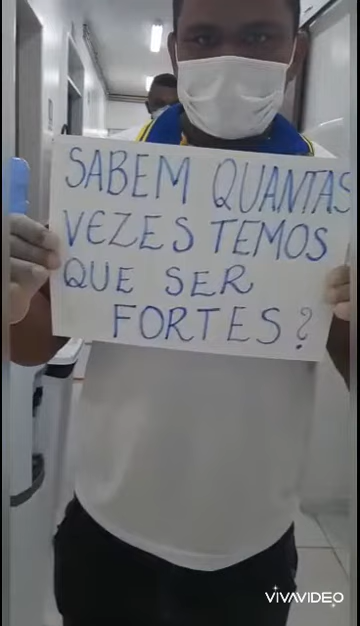 SABEM QUANTAS
VEZES TEMOS
QUE SER
FORTES?
VIVAVIDEO